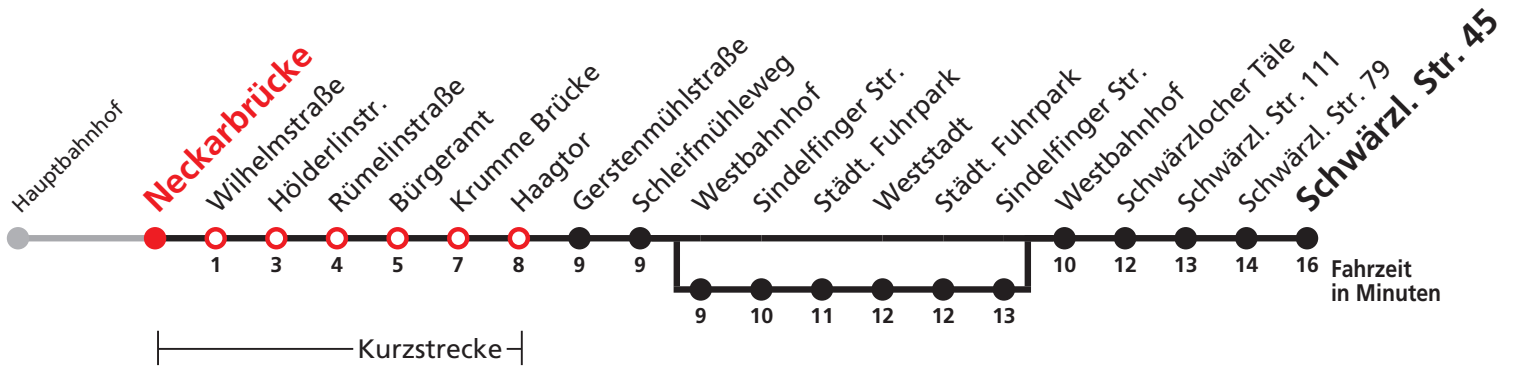 Hauptbahnhof
Neckarbrücke
Wilhelmstraße
Hölderlinstr.
Rümelinstraße
Bürgeramt
Krumme Brücke
Haagtor
Gerstenmühlstraße
Schleifmühleweg
Westbahnhof
Sindelfinger Str.
Städt. Fuhrpark
Weststadt
Städt. Fuhrpark
Sindelfinger Str.
Westbahnhof
Schwärzlocher Täle
Schwärzl. Str. 111
Schwärzl. Str. 79
Schwärzl. Str. 45
1 3 4 5 7 8 9 9 10 12 13 14 16
Fahrzeit
in Minuten
9 10 11 12 12 13
Kurzstrecke